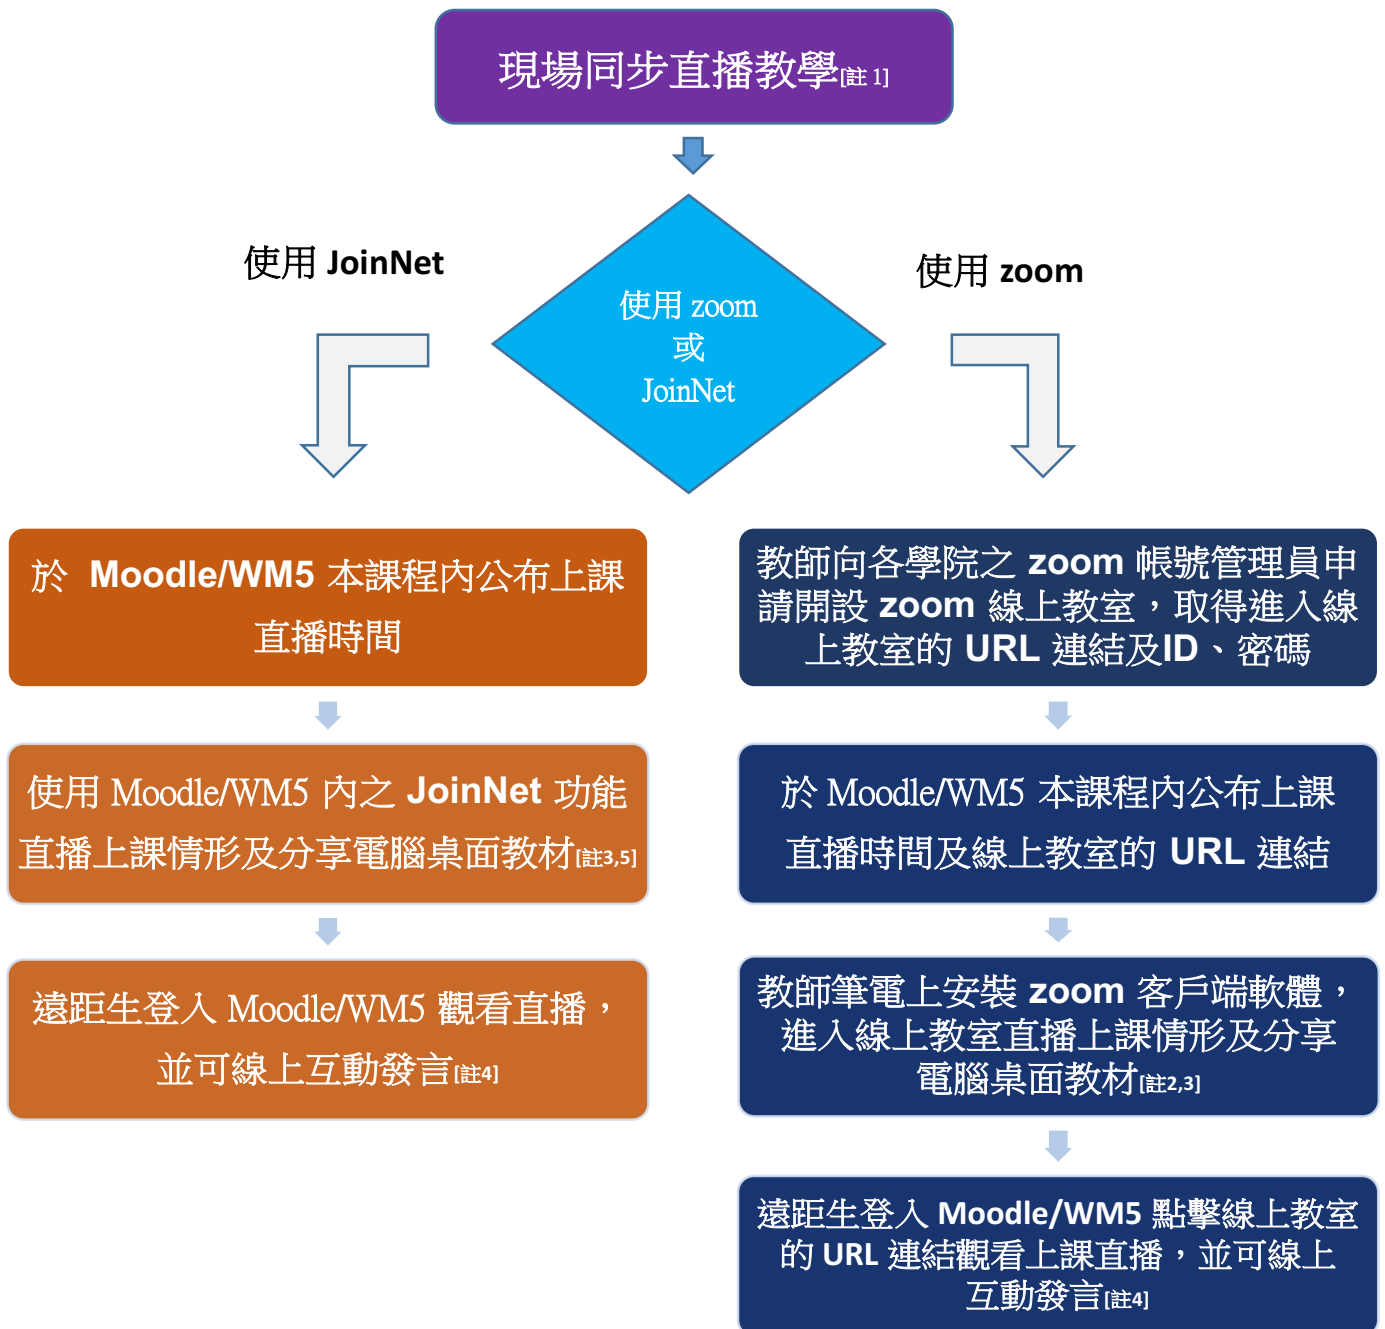 現場同步直播教學[註 1]
使用 JoinNet
使用 zoom
使用 zoom
或
JoinNet
於 Moodle/WM5 本課程內公布上課
直播時間
使用 Moodle/WM5 內之 JoinNet 功能
直播上課情形及分享電腦桌面教材[註3,5]
遠距生登入 Moodle/WM5 觀看直播，
並可線上互動發言[註4]
教師向各學院之 zoom 帳號管理員申
請開設 zoom 線上教室，取得進入線
上教室的 URL 連結及ID、密碼
於 Moodle/WM5 本課程內公布上課
直播時間及線上教室的 URL 連結
教師筆電上安裝 zoom 客戶端軟體，
進入線上教室直播上課情形及分享
電腦桌面教材[註2,3]
遠距生登入 Moodle/WM5 點擊線上教室
的 URL 連結觀看上課直播，並可線上
互動發言[註4]